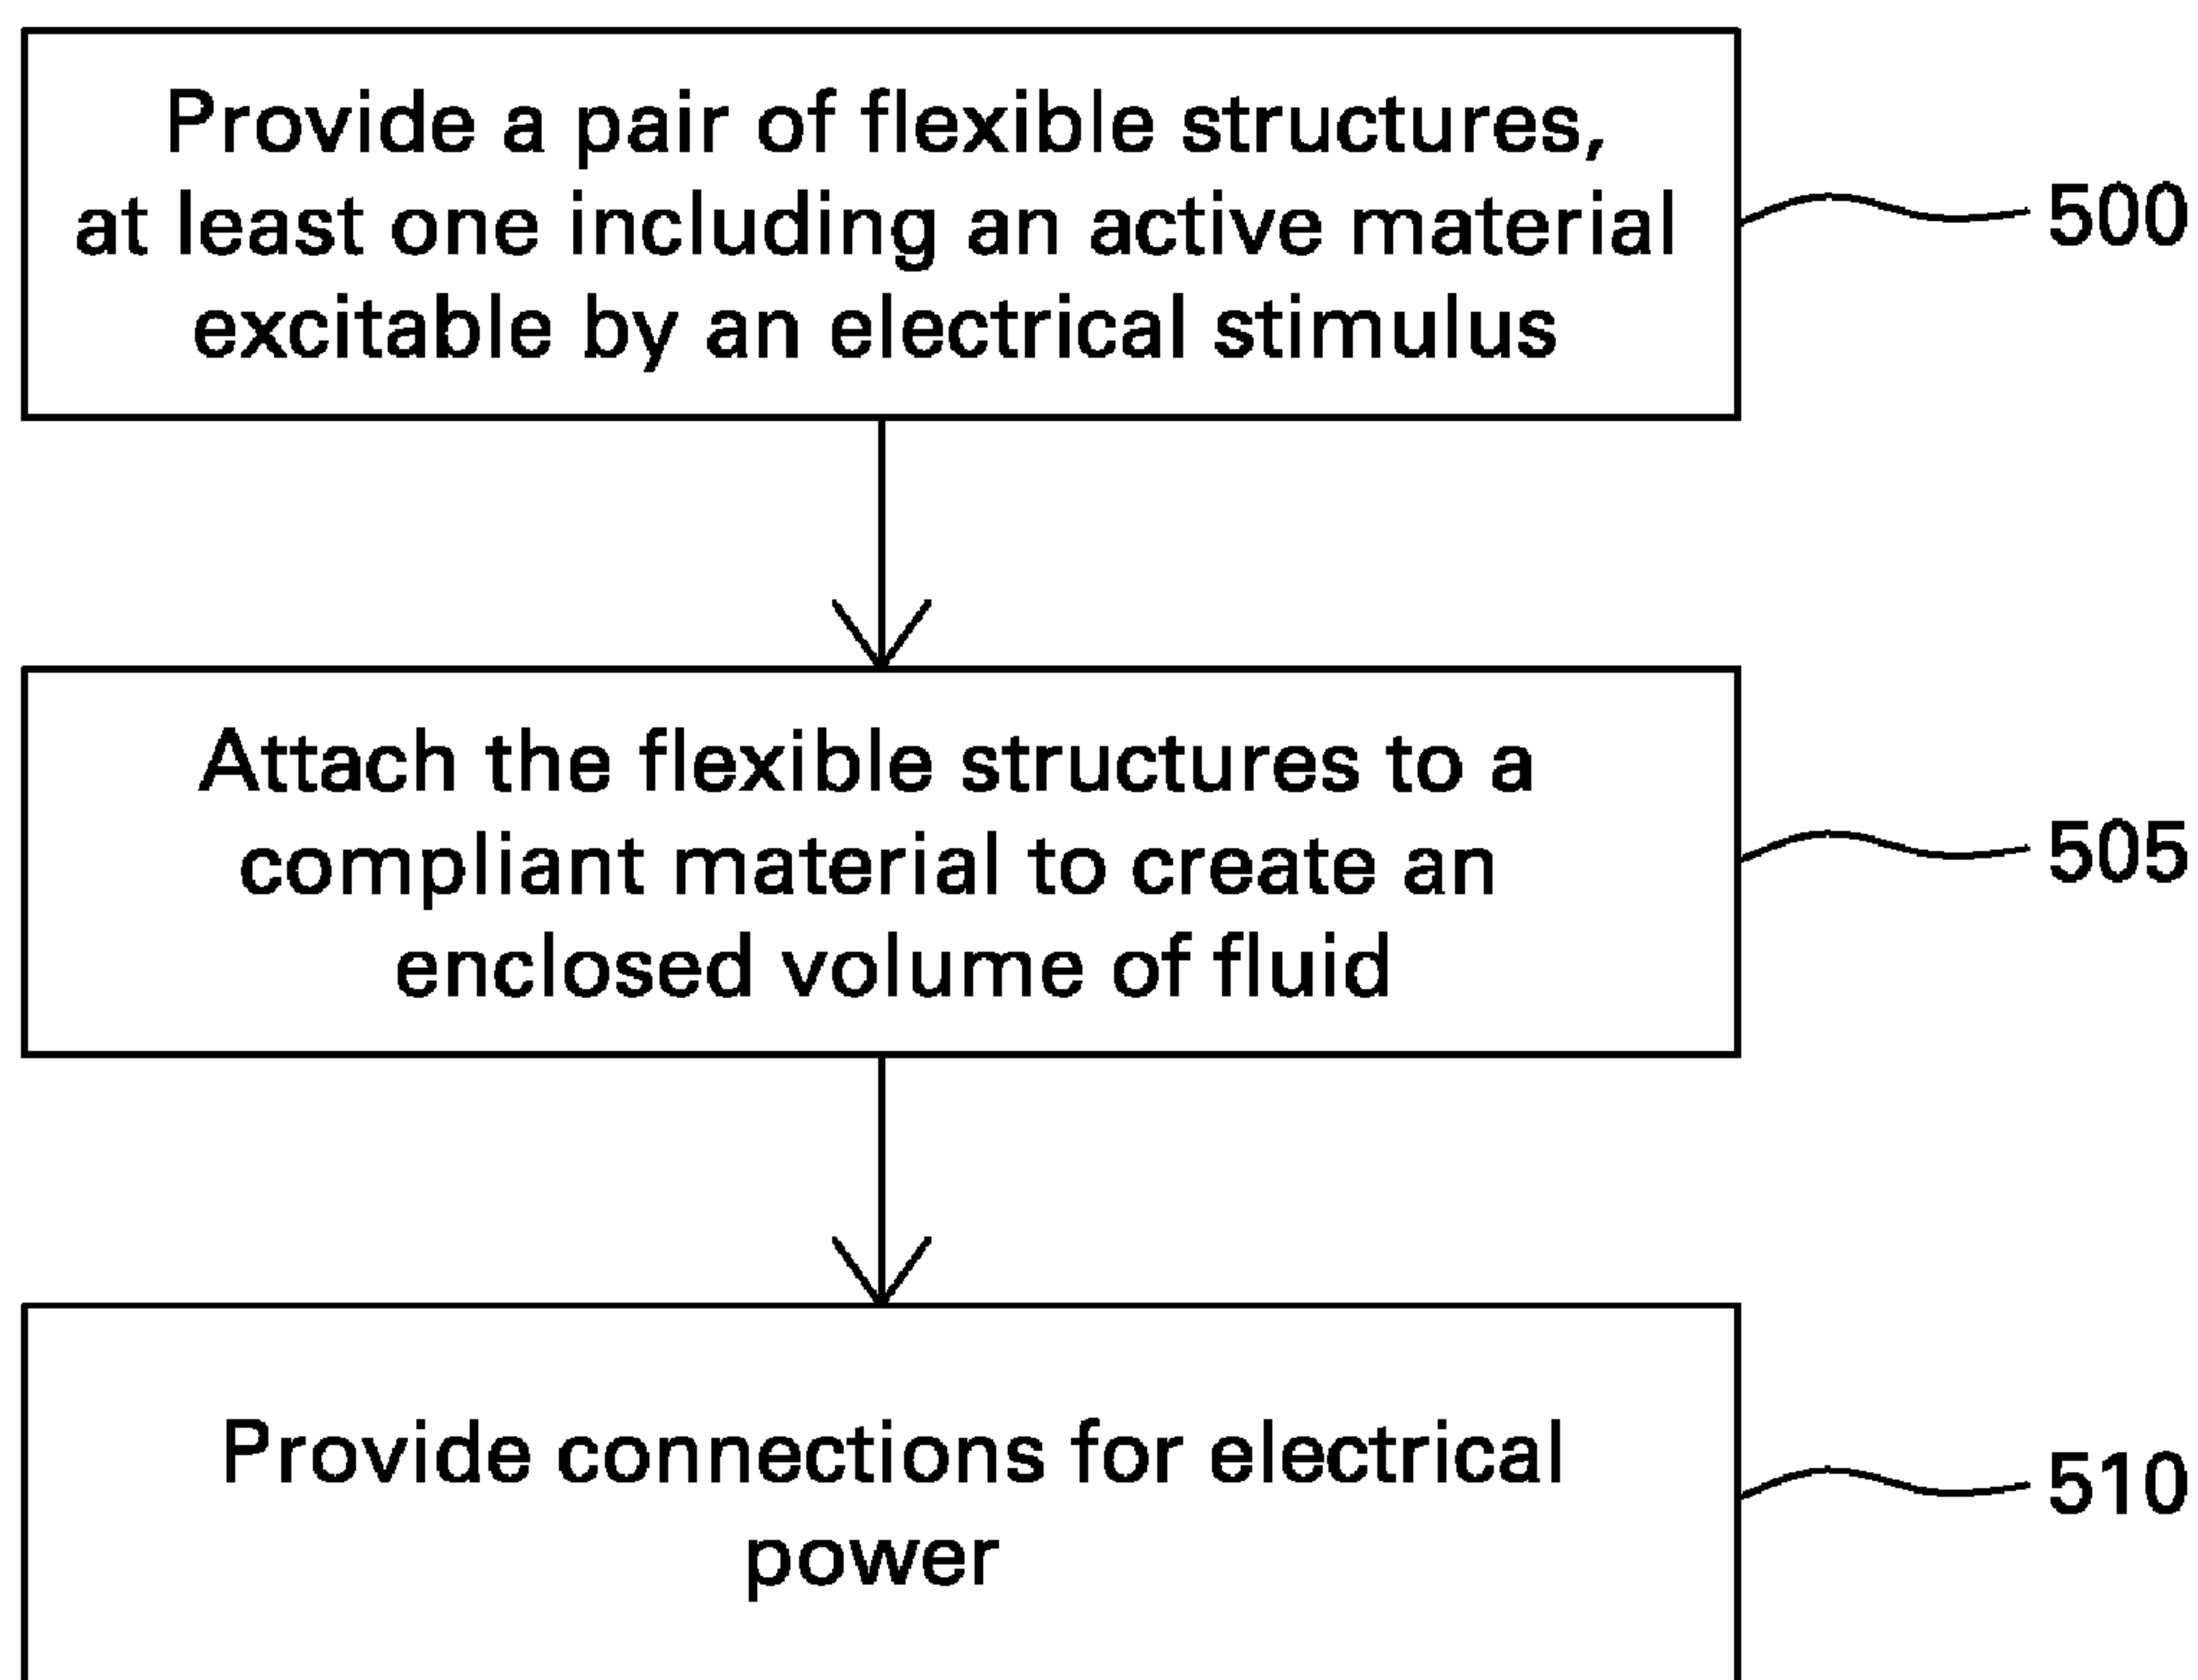 Provide a pair of flexible structures,
at least one including an active material
excitable by an electrical stimulus
500
Attach the flexible structures to a
compliant material to create an
enclosed volume of fluid
505
Provide connections for electrical
power
510